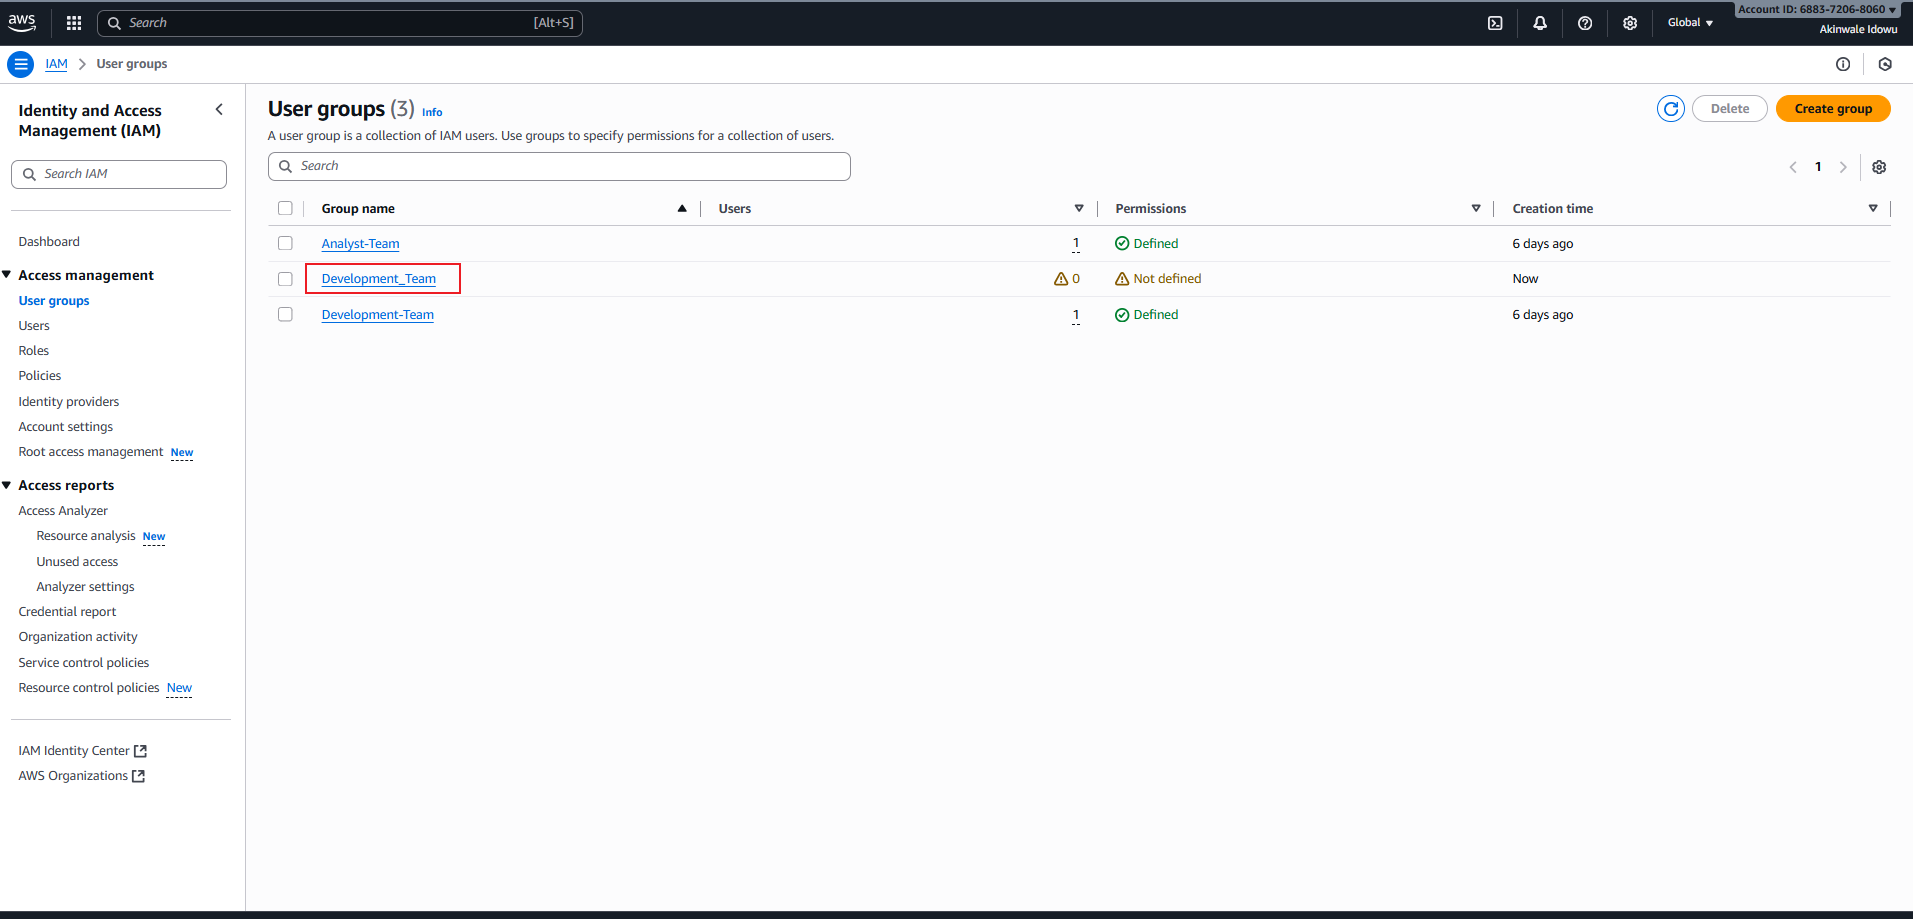 aws
Search [Alt+S]
Global
Account ID: 6883-7206-8060
Akinwale Idowu
IAM > User groups
Identity and Access
Management (IAM)
Search IAM
Dashboard
Access management
User groups
Users
Roles
Policies
Identity providers
Account settings
Root access management New
Access reports
Access Analyzer
Resource analysis New
Unused access
Analyzer settings
Credential report
Organization activity
Service control policies
Resource control policies New
IAM Identity Center
AWS Organizations
User groups (3) Info
Delete
Create group
A user group is a collection of IAM users. Use groups to specify permissions for a collection of users.
Search
1
Group name Users Permissions Creation time
Analyst-Team 1 Defined 6 days ago
Development_Team 0 Not defined Now
Development-Team 1 Defined 6 days ago